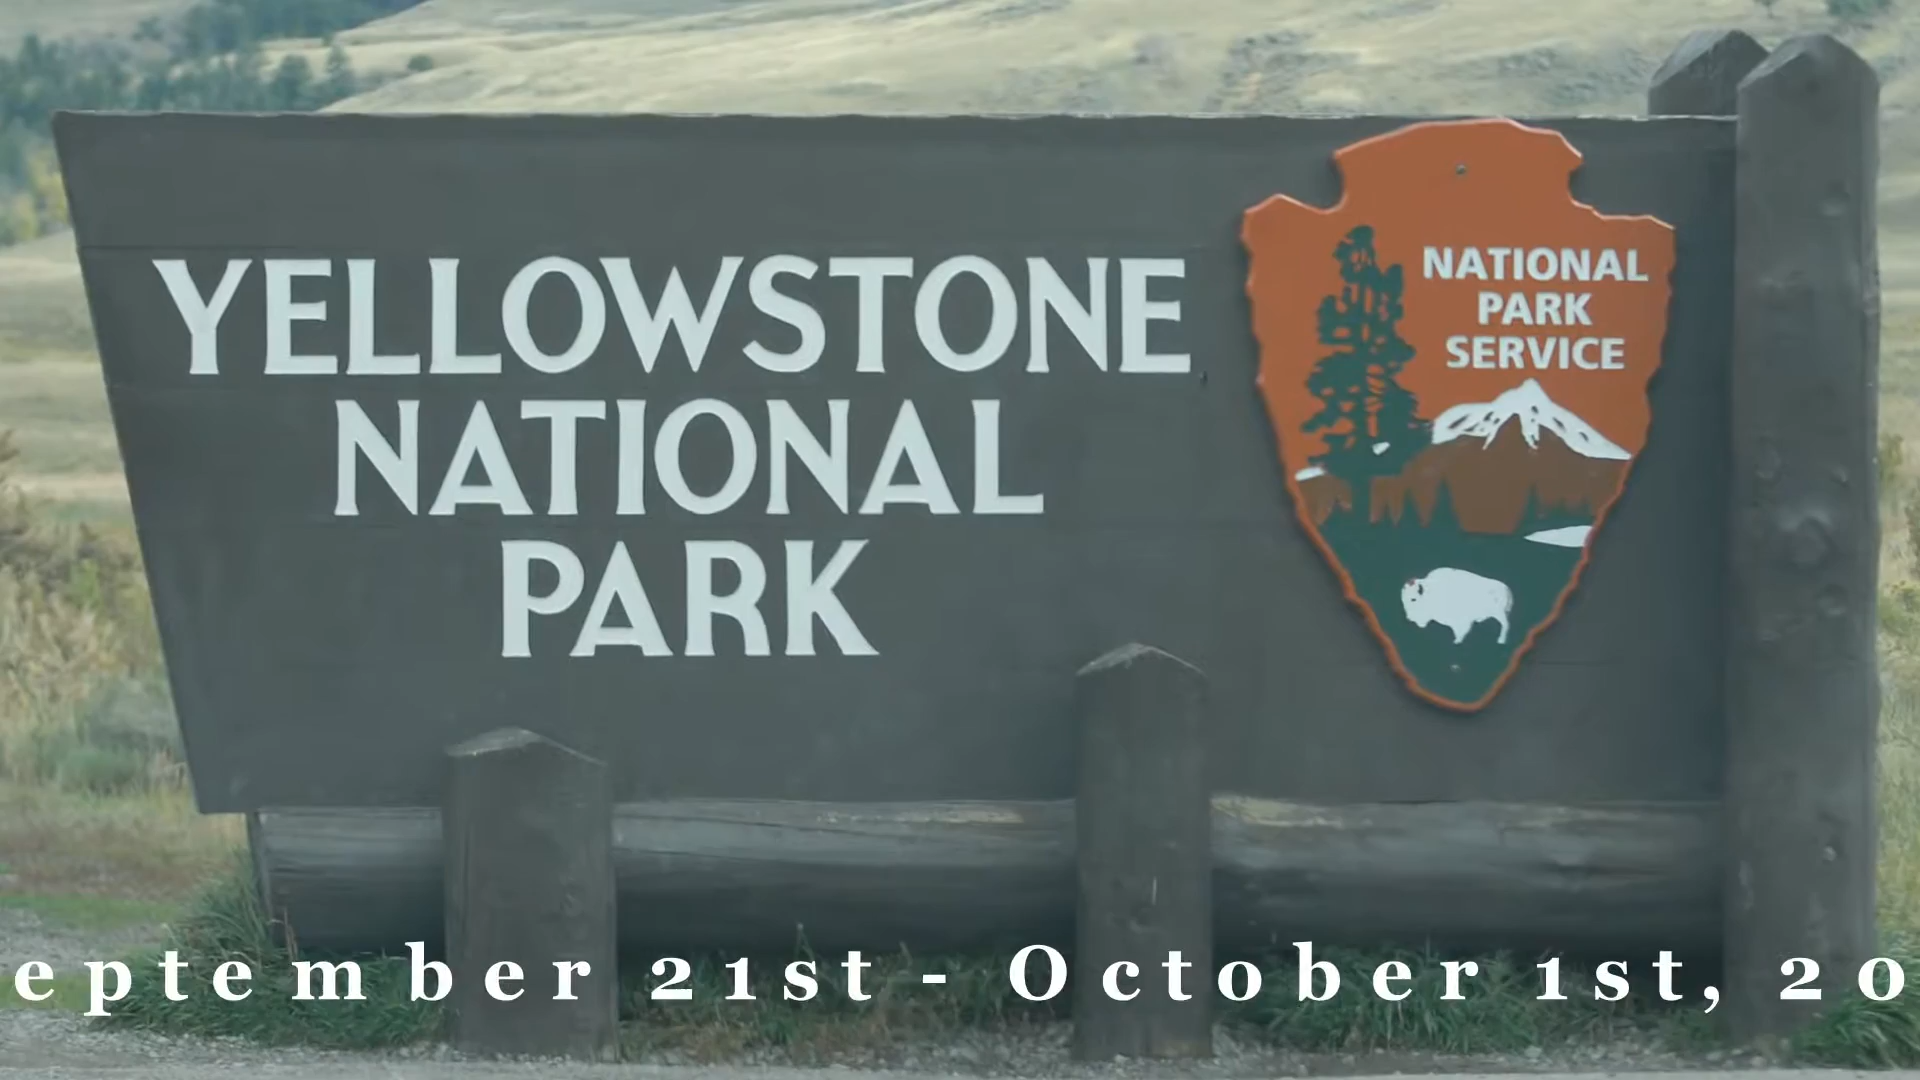 YELLOWSTONE
NATIONAL
PARK
NATIONAL
PARK
SERVICE
eptember 21st - October 1st, 20